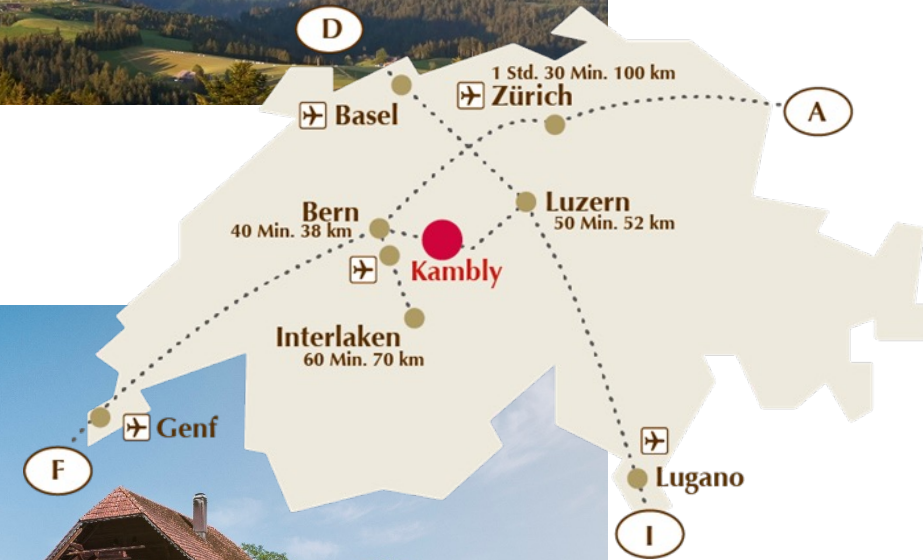 D
1 Std. 30 Min. 100 km
Zürich
Basel
A
Luzern
50 Min. 52 km
Bern
40 Min. 38 km
Kambly
Interlaken
60 Min. 70 km
Genf
F
Lugano
I